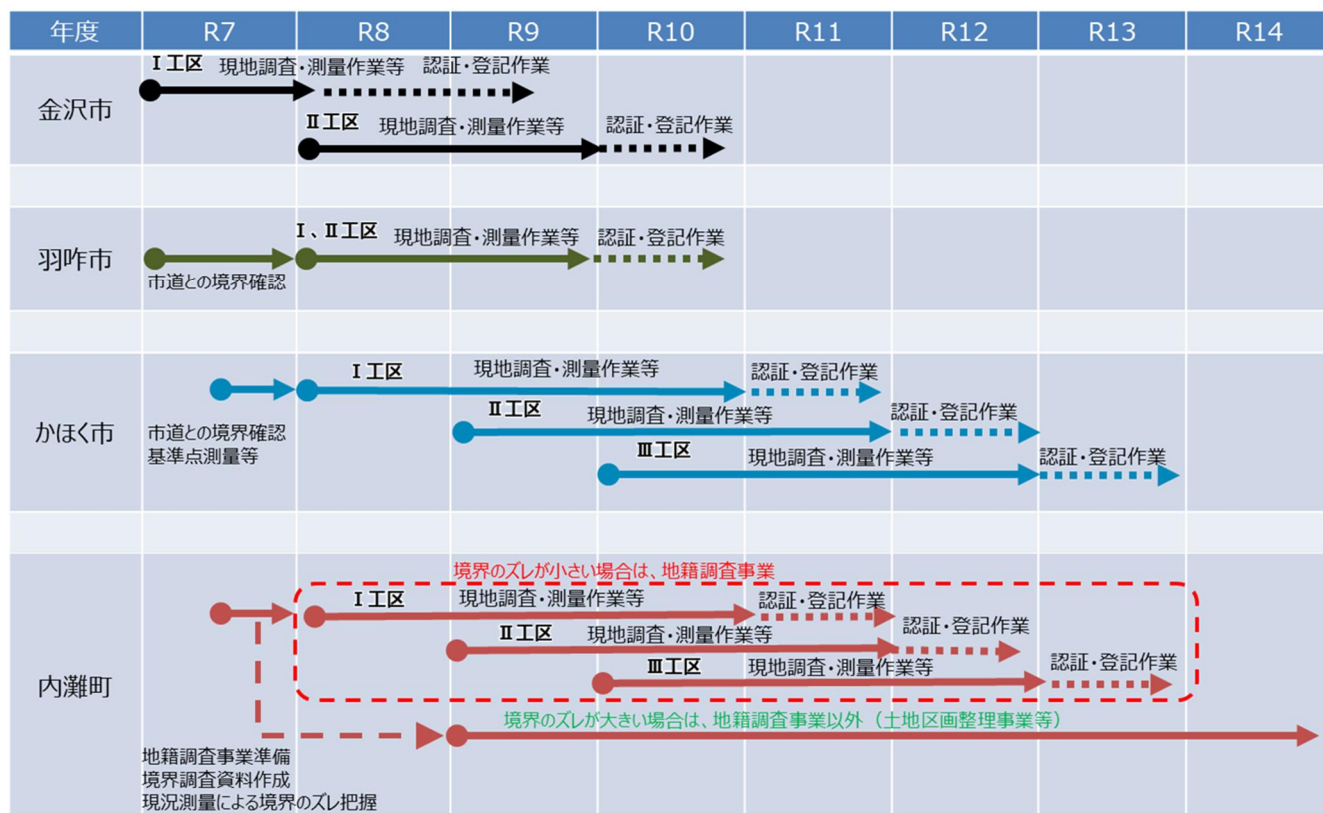 年度 R7 R8 R9 R10 R11 R12 R13 R14
金沢市
Ⅰ工区 現地調査・測量作業等 認証・登記作業
Ⅱ工区 現地調査・測量作業等 認証・登記作業
羽咋市
Ⅰ、Ⅱ工区 現地調査・測量作業等 認証・登記作業
市道との境界確認
かほく市
Ⅰ工区 現地調査・測量作業等 認証・登記作業
Ⅱ工区 現地調査・測量作業等 認証・登記作業
市道との境界確認
基準点測量等
Ⅲ工区 現地調査・測量作業等 認証・登記作業
内灘町
境界のズレが小さい場合は、地籍調査事業
Ⅰ工区 現地調査・測量作業等 認証・登記作業
Ⅱ工区 現地調査・測量作業等 認証・登記作業
Ⅲ工区 現地調査・測量作業等 認証・登記作業
境界のズレが大きい場合は、地籍調査事業以外（土地区画整理事業等）
地籍調査事業準備
境界調査資料作成
現況測量による境界のズレ把握